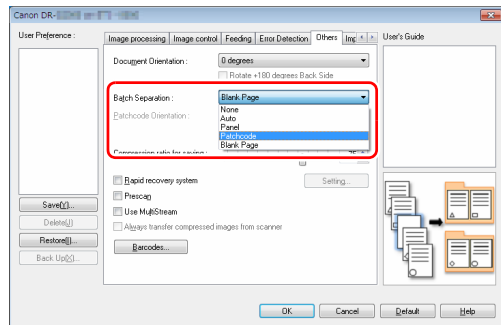 Canon DR-
User Preference :
Image processing Image control Feeding Error Detection Others
User's Guide
Document Orientation :
0 degrees
Rotate +180 degrees Back Side
Batch Separation :
Blank Page
None
Auto
Panel
Patchcode
Blank Page
Patchcode Orientation :
Compression ratio for saving :
Rapid recovery system
Setting...
Prescan
Use MultiStream
Always transfer compressed images from scanner
Barcodes...
Save(Y)...
Delete(J)
Restore(I)...
Back Up(X)...
OK Cancel Default Help